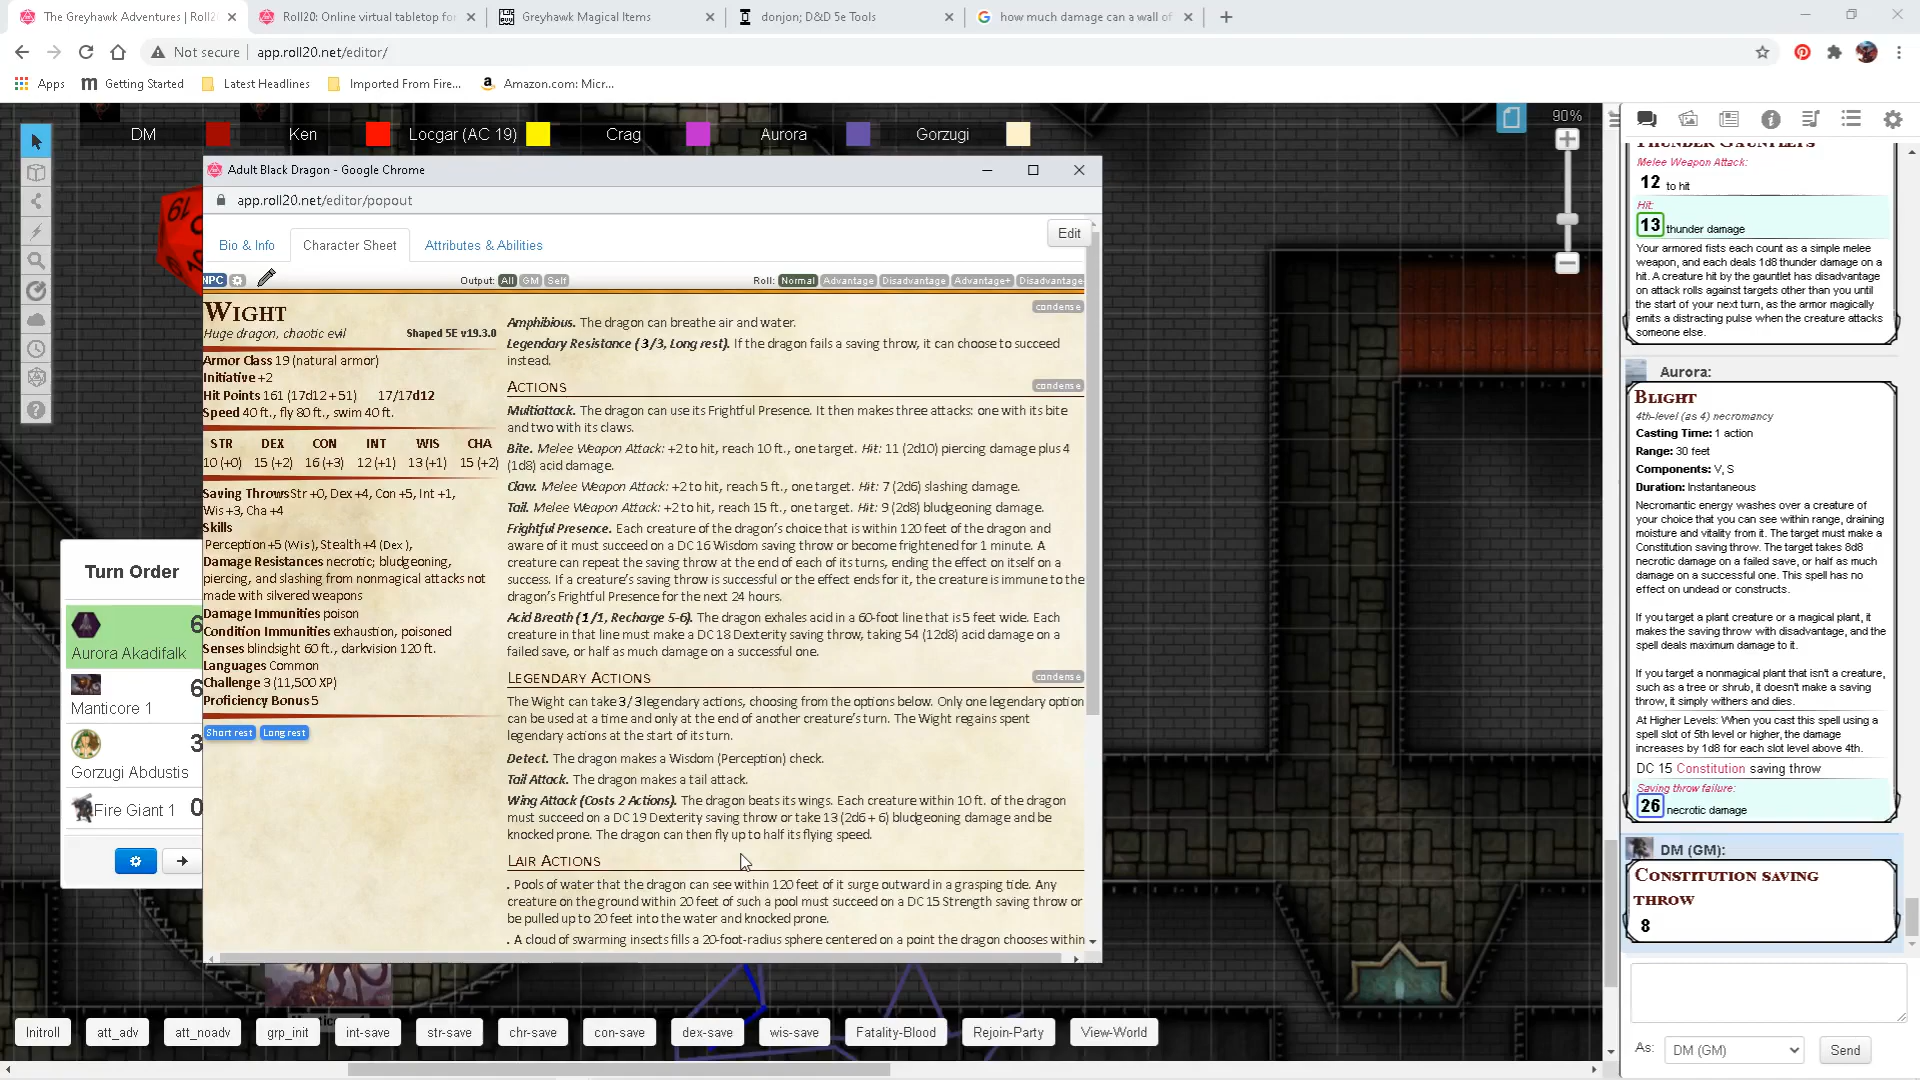 The Greyhawk Adventures | Roll2
Roll20: Online virtual tabletop fo
Greyhawk Magical Items
donjon; D&D 5e Tools
how much damage can a wall of
Not secure
app.roll20.net/editor/
Apps
Getting Started
Latest Headlines
Imported From Fire...
Amazon.com: Micr...
DM
Ken
Locgar (AC 19)
Crag
Aurora
Gorzugi
90%
Adult Black Dragon - Google Chrome
app.roll20.net/editor/popout
Bio & Info
Character Sheet
Attributes & Abilities
Edit
NPC
Output: All GM Self
Roll: Normal Advantage Disadvantage Advantage+ Disadvantage
Wight
Huge dragon, chaotic evil
Shaped 5E v19.3.0
Armor Class 19 (natural armor)
Initiative +2
Hit Points 161 (17d12 + 51) 17/17d12
Speed 40 ft., fly 80 ft., swim 40 ft.
STR DEX CON INT WIS CHA
10 (+0) 15 (+2) 16 (+3) 12 (+1) 13 (+1) 15 (+2)
Saving Throws Str +0, Dex +4, Con +5, Int +1,
Wis +3, Cha +4
Skills
Perception +5 (Wis), Stealth +4 (Dex),
Damage Resistances necrotic; bludgeoning,
piercing, and slashing from nonmagical attacks not
made with silvered weapons
Damage Immunities poison
Condition Immunities exhaustion, poisoned
Senses blindsight 60 ft., darkvision 120 ft.
Languages Common
Challenge 3 (11,500 XP)
Proficiency Bonus 5
Short rest Long rest
condense
Amphibious. The dragon can breathe air and water.
Legendary Resistance (3/3, Long rest). If the dragon fails a saving throw, it can choose to succeed
instead.
Actions
condense
Multiattack. The dragon can use its Frightful Presence. It then makes three attacks: one with its bite
and two with its claws.
Bite. Melee Weapon Attack: +2 to hit, reach 10 ft., one target. Hit: 11 (2d10) piercing damage plus 4
(1d8) acid damage.
Claw. Melee Weapon Attack: +2 to hit, reach 5 ft., one target. Hit: 7 (2d6) slashing damage.
Tail. Melee Weapon Attack: +2 to hit, reach 15 ft., one target. Hit: 9 (2d8) bludgeoning damage.
Frightful Presence. Each creature of the dragon's choice that is within 120 feet of the dragon and
aware of it must succeed on a DC 16 Wisdom saving throw or become frightened for 1 minute. A
creature can repeat the saving throw at the end of each of its turns, ending the effect on itself on a
success. If a creature's saving throw is successful or the effect ends for it, the creature is immune to the
dragon's Frightful Presence for the next 24 hours.
Acid Breath (1/1, Recharge 5-6). The dragon exhales acid in a 60-foot line that is 5 feet wide. Each
creature in that line must make a DC 18 Dexterity saving throw, taking 54 (12d8) acid damage on a
failed save, or half as much damage on a successful one.
Legendary Actions
condense
The Wight can take 3/3 legendary actions, choosing from the options below. Only one legendary option
can be used at a time and only at the end of another creature's turn. The Wight regains spent
legendary actions at the start of its turn.
Detect. The dragon makes a Wisdom (Perception) check.
Tail Attack. The dragon makes a tail attack.
Wing Attack (Costs 2 Actions). The dragon beats its wings. Each creature within 10 ft. of the dragon
must succeed on a DC 19 Dexterity saving throw or take 13 (2d6 + 6) bludgeoning damage and be
knocked prone. The dragon can then fly up to half its flying speed.
Lair Actions
. Pools of water that the dragon can see within 120 feet of it surge outward in a grasping tide. Any
creature on the ground within 20 feet of such a pool must succeed on a DC 15 Strength saving throw or
be pulled up to 20 feet into the water and knocked prone.
. A cloud of swarming insects fills a 20-foot-radius sphere centered on a point the dragon chooses within
19
Turn Order
6
Aurora Akadifalk
6
Manticore 1
3
Gorzugi Abdustis
Fire Giant 1
0
Thunder Gauntlets
Melee Weapon Attack:
12 to hit
Hit:
13 thunder damage
Your armored fists each count as a simple melee
weapon, and each deals 1d8 thunder damage on a
hit. A creature hit by the gauntlet has disadvantage
on attack rolls against targets other than you until
the start of your next turn, as the armor magically
emits a distracting pulse when the creature attacks
someone else.
Aurora:
Blight
4th-level (as 4) necromancy
Casting Time: 1 action
Range: 30 feet
Components: V, S
Duration: Instantaneous
Necromantic energy washes over a creature of
your choice that you can see within range, draining
moisture and vitality from it. The target must make a
Constitution saving throw. The target takes 8d8
necrotic damage on a failed save, or half as much
damage on a successful one. This spell has no
effect on undead or constructs.
If you target a plant creature or a magical plant, it
makes the saving throw with disadvantage, and the
spell deals maximum damage to it.
If you target a nonmagical plant that isn't a creature,
such as a tree or shrub, it doesn't make a saving
throw, it simply withers and dies.
At Higher Levels: When you cast this spell using a
spell slot of 5th level or higher, the damage
increases by 1d8 for each slot level above 4th.
DC 15 Constitution saving throw
Saving throw failure:
26 necrotic damage
DM (GM):
Constitution saving
throw
8
As: DM (GM)
Send
Initroll
att_adv
att_noadv
grp_init
int-save
str-save
chr-save
con-save
dex-save
wis-save
Fatality-Blood
Rejoin-Party
View-World